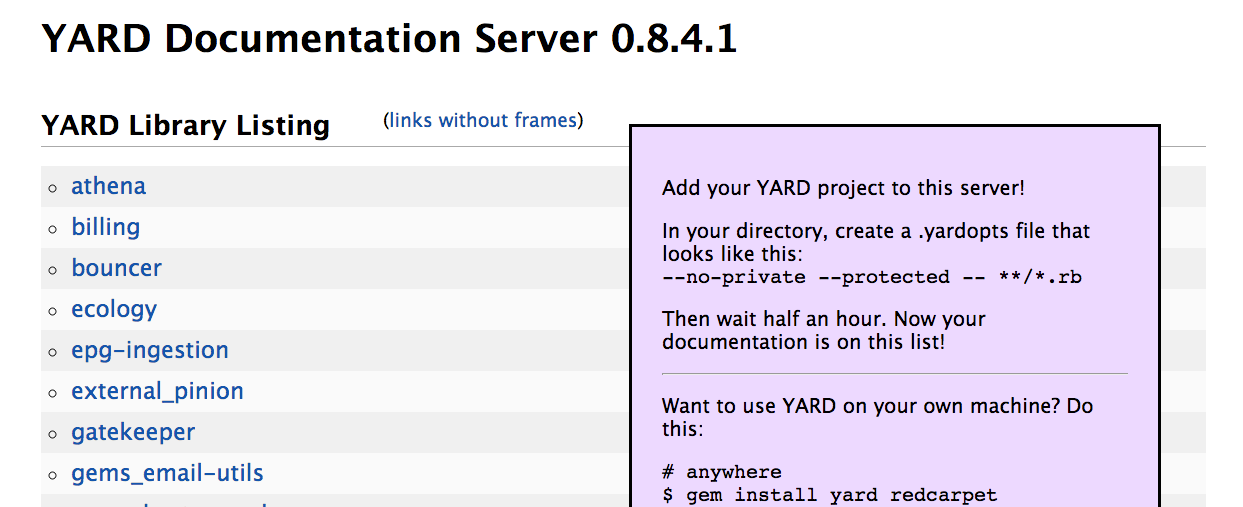 YARD Documentation Server 0.8.4.1
YARD Library Listing
(links without frames)
athena
billing
bouncer
ecology
epg-ingestion
external_pinion
gatekeeper
gems_email-utils
Add your YARD project to this server!
In your directory, create a .yardopts file that
looks like this:
--no-private --protected -- **/*.rb
Then wait half an hour. Now your
documentation is on this list!
Want to use YARD on your own machine? Do
this:
# anywhere
$ gem install yard redcarpet